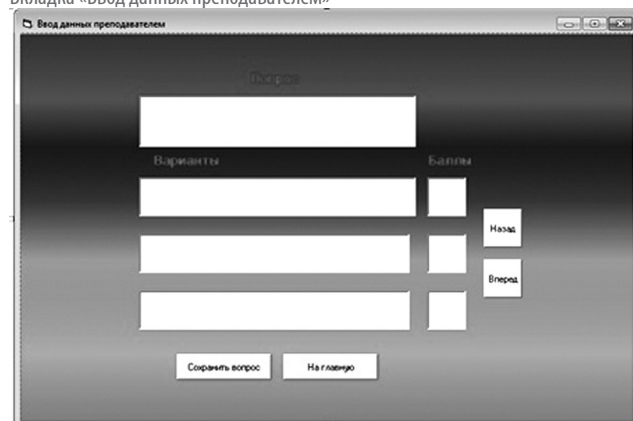 Вкладка «Ввод данных преподавателем»
Ввод данных преподавателем
Вопрос
Варианты Баллы
Назад
Вперед
Сохранить вопрос На главную